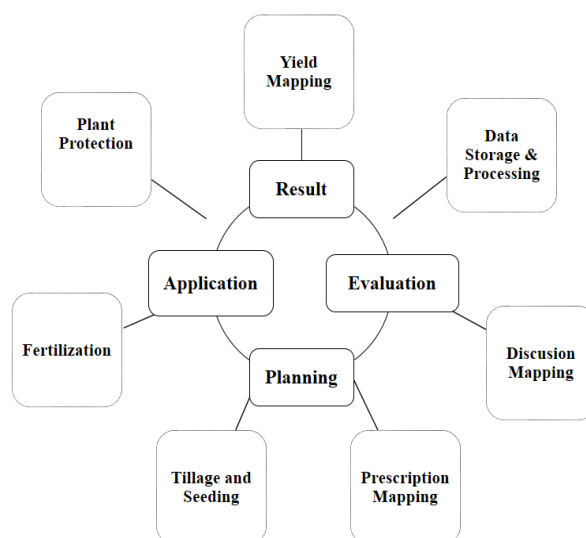 Yield
Mapping
Plant
Protection
Data
Storage &
Processing
Result
Application
Evaluation
Fertilization
Discusion
Mapping
Planning
Tillage and
Seeding
Prescription
Mapping